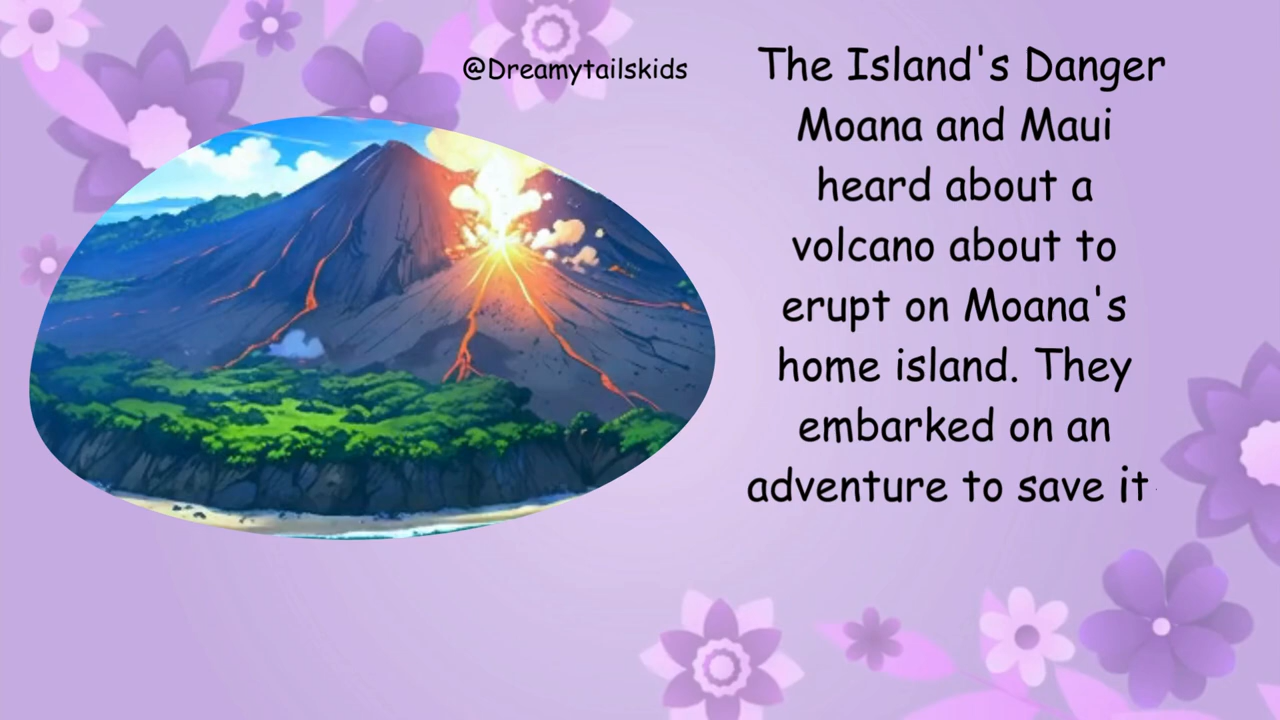 @Dreamytailskids
The Island's Danger
Moana and Maui
heard about a
volcano about to
erupt on Moana's
home island. They
embarked on an
adventure to save it